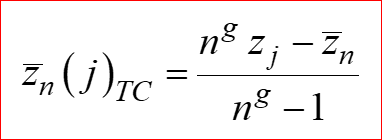 z̅ₙ(j)_TC = (n^g z_j − z̅ₙ) / (n^g − 1)